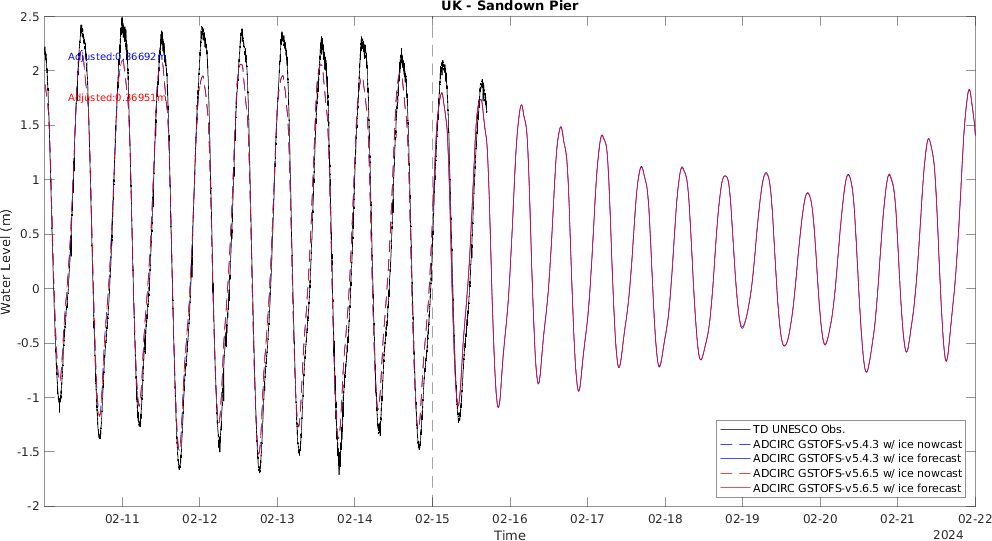 UK - Sandown Pier
2.5
2
1.5
1
0.5
0
-0.5
-1
-1.5
-2
Water Level (m)
Adjusted:0.36692m
Adjusted:0.36951m
TD UNESCO Obs.
ADCIRC GSTOFS-v5.4.3 w/ ice nowcast
ADCIRC GSTOFS-v5.4.3 w/ ice forecast
ADCIRC GSTOFS-v5.6.5 w/ ice nowcast
ADCIRC GSTOFS-v5.6.5 w/ ice forecast
02-11 02-12 02-13 02-14 02-15 02-16 02-17 02-18 02-19 02-20 02-21 02-22
Time
2024